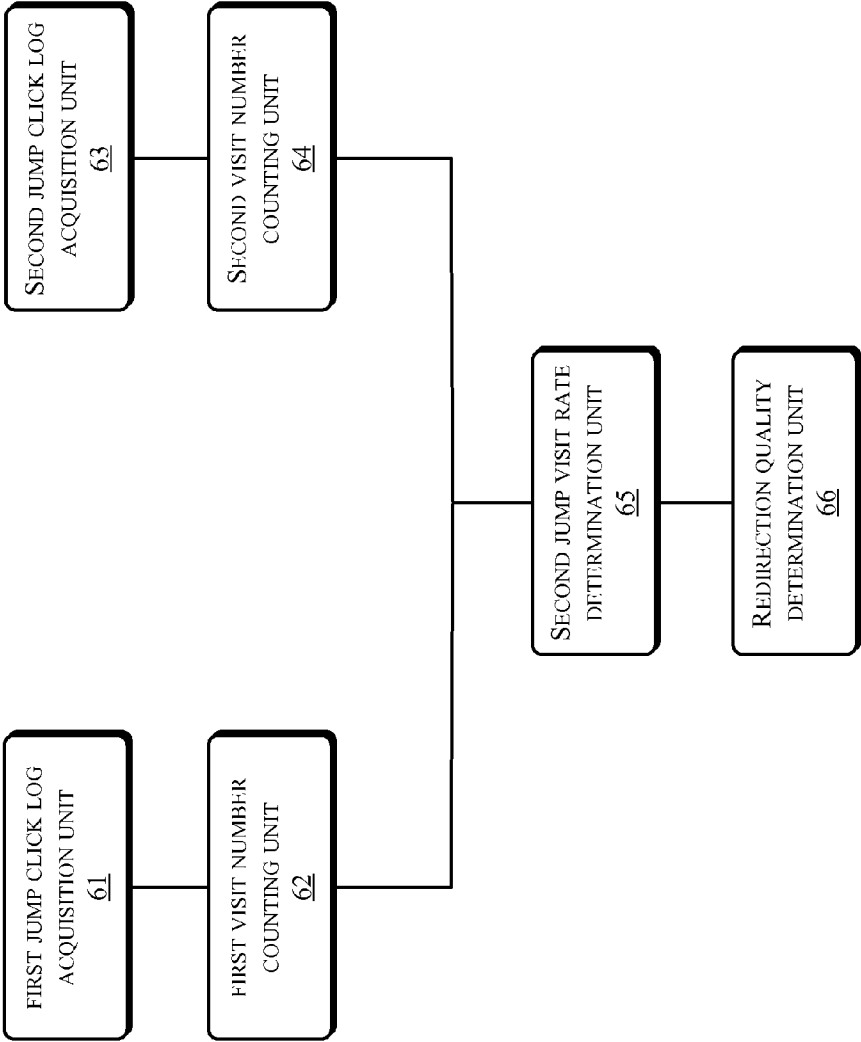 FIRST JUMP CLICK LOG
ACQUISITION UNIT
61
FIRST VISIT NUMBER
COUNTING UNIT
62
SECOND JUMP CLICK LOG
ACQUISITION UNIT
63
SECOND VISIT NUMBER
COUNTING UNIT
64
SECOND JUMP VISIT RATE
DETERMINATION UNIT
65
REDIRECTION QUALITY
DETERMINATION UNIT
66